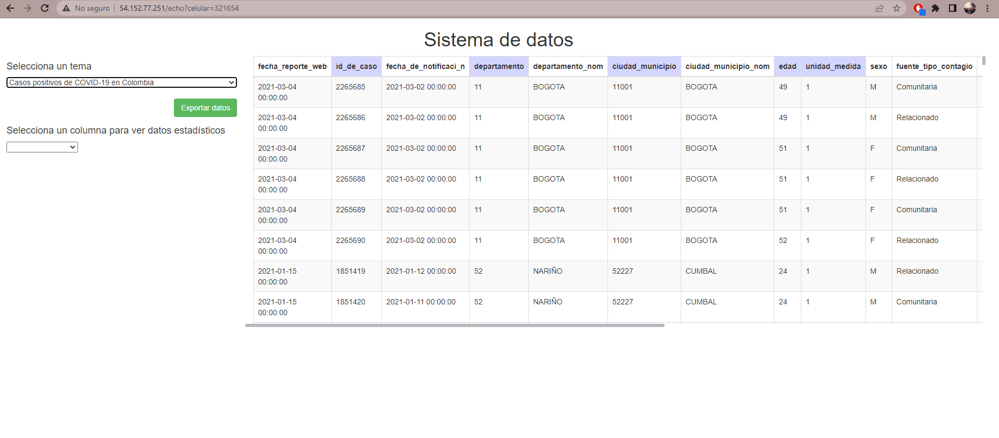 No seguro | 54.152.77.251/echo?celular=321654
Sistema de datos
Selecciona un tema
Casos positivos de COVID-19 en Colombia
Exportar datos
Selecciona un columna para ver datos estadísticos
fecha_reporte_web id_de_caso fecha_de_notificaci_n departamento departamento_nom ciudad_municipio ciudad_municipio_nom edad unidad_medida sexo fuente_tipo_contagio
2021-03-04 2265685 2021-03-02 00:00:00 11 BOGOTA 11001 BOGOTA 49 1 M Comunitaria
00:00:00
2021-03-04 2265686 2021-03-02 00:00:00 11 BOGOTA 11001 BOGOTA 49 1 M Relacionado
00:00:00
2021-03-04 2265687 2021-03-02 00:00:00 11 BOGOTA 11001 BOGOTA 51 1 F Comunitaria
00:00:00
2021-03-04 2265688 2021-03-02 00:00:00 11 BOGOTA 11001 BOGOTA 51 1 F Relacionado
00:00:00
2021-03-04 2265689 2021-03-02 00:00:00 11 BOGOTA 11001 BOGOTA 51 1 F Comunitaria
00:00:00
2021-03-04 2265690 2021-03-02 00:00:00 11 BOGOTA 11001 BOGOTA 52 1 F Relacionado
00:00:00
2021-01-15 1851419 2021-01-12 00:00:00 52 NARIÑO 52227 CUMBAL 24 1 M Relacionado
00:00:00
2021-01-15 1851420 2021-01-11 00:00:00 52 NARIÑO 52227 CUMBAL 24 1 M Comunitaria
00:00:00